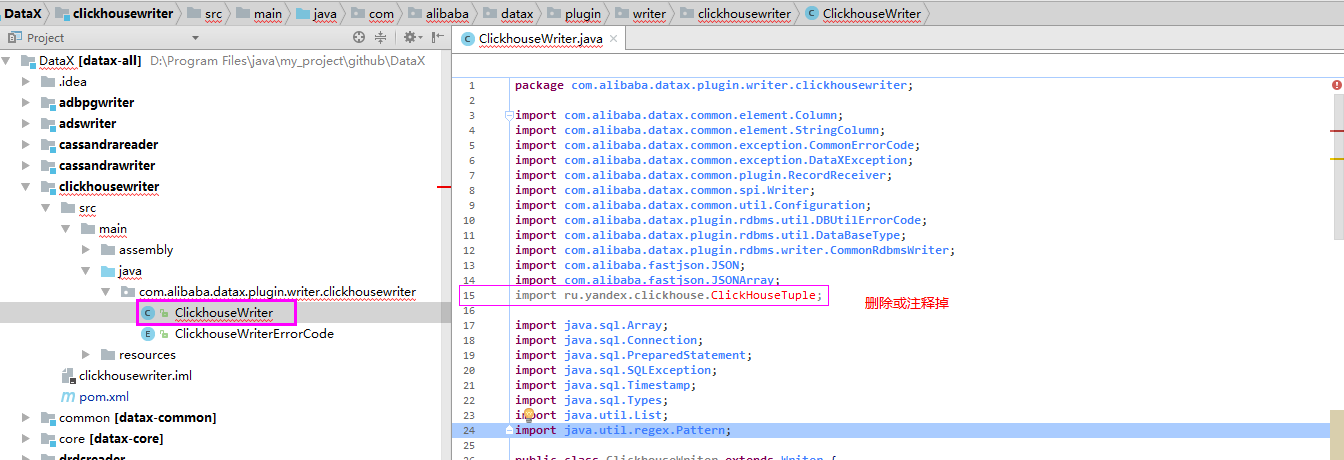 DataX clickhousewriter src main java com alibaba datax plugin writer clickhousewriter ClickhouseWriter
Project
DataX [datax-all] D:\Program Files\java\my_project\github\DataX
.idea
adbpgwriter
adswriter
cassandrareader
cassandrawriter
clickhousewriter
src
main
assembly
java
com.alibaba.datax.plugin.writer.clickhousewriter
ClickhouseWriter
ClickhouseWriterErrorCode
resources
clickhousewriter.iml
pom.xml
common [datax-common]
core [datax-core]
drdsreader
ClickhouseWriter.java
1 package com.alibaba.datax.plugin.writer.clickhousewriter;
2
3 import com.alibaba.datax.common.element.Column;
4 import com.alibaba.datax.common.element.StringColumn;
5 import com.alibaba.datax.common.exception.CommonErrorCode;
6 import com.alibaba.datax.common.exception.DataXException;
7 import com.alibaba.datax.common.plugin.RecordReceiver;
8 import com.alibaba.datax.common.spi.Writer;
9 import com.alibaba.datax.common.util.Configuration;
10 import com.alibaba.datax.plugin.rdbms.util.DBUtilErrorCode;
11 import com.alibaba.datax.plugin.rdbms.util.DataBaseType;
12 import com.alibaba.datax.plugin.rdbms.writer.CommonRdbmsWriter;
13 import com.alibaba.fastjson.JSON;
14 import com.alibaba.fastjson.JSONArray;
15 import ru.yandex.clickhouse.ClickHouseTuple; 删除或注释掉
16
17 import java.sql.Array;
18 import java.sql.Connection;
19 import java.sql.PreparedStatement;
20 import java.sql.SQLException;
21 import java.sql.Timestamp;
22 import java.sql.Types;
23 import java.util.List;
24 import java.util.regex.Pattern;
25
26 public class ClickhouseWriter extends Writer {